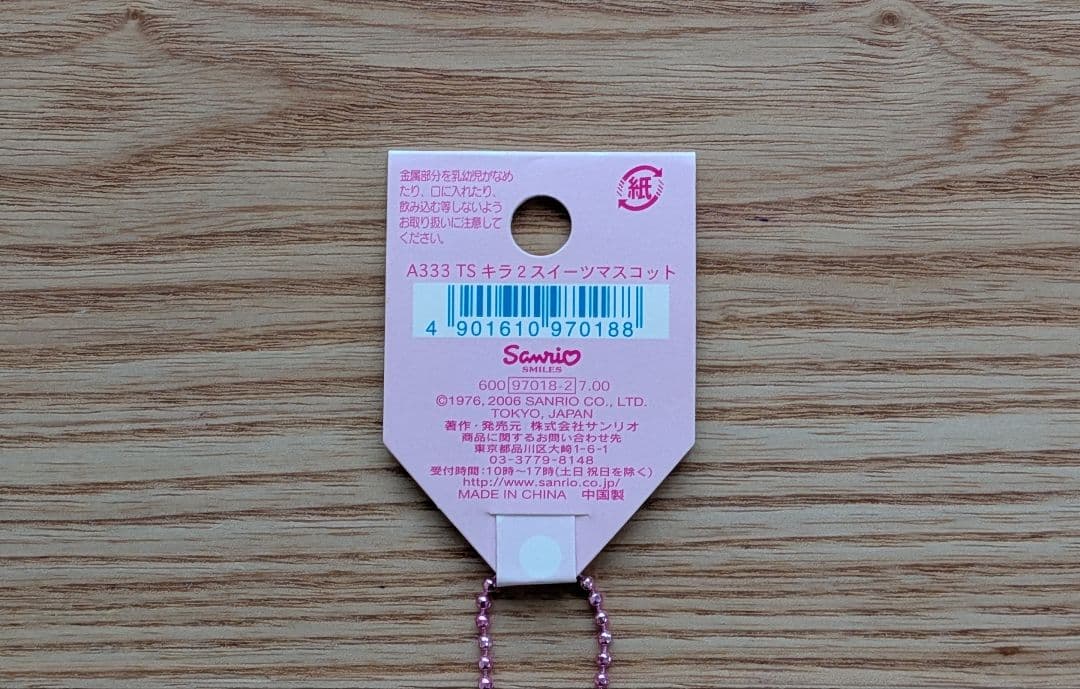 金属部分を乳幼児がなめ
たり、口に入れたり、
飲み込む等しないよう
お取り扱いに注意して
ください。
紙
A333 TS キラ2スイーツマスコット
4 901610 970188
Sanrio
SMILES
600 97018-2 7.00
©1976, 2006 SANRIO CO., LTD.
TOKYO, JAPAN
著作・発売元 株式会社サンリオ
商品に関するお問い合わせ先
東京都品川区大崎1-6-1
03-3779-8148
受付時間:10時〜17時(土日祝日を除く)
http://www.sanrio.co.jp/
MADE IN CHINA 中国製